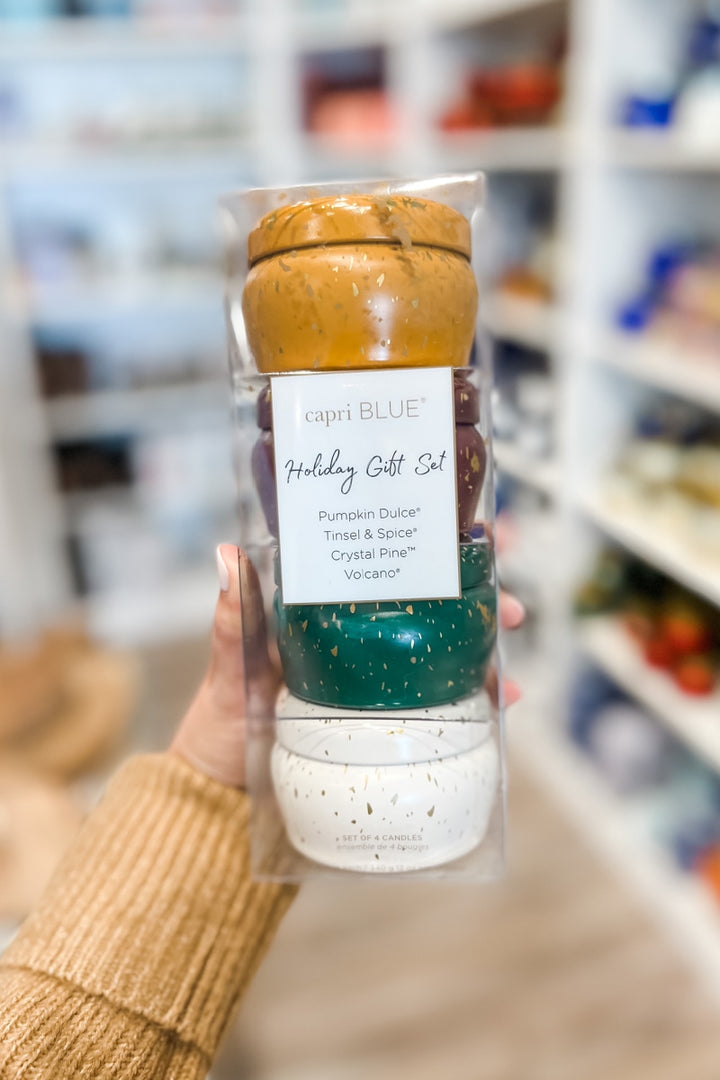 capri BLUE®
Holiday Gift Set
Pumpkin Dulce®
Tinsel & Spice®
Crystal Pine™
Volcano®
SET OF 4 CANDLES
ensemble de 4 bougies